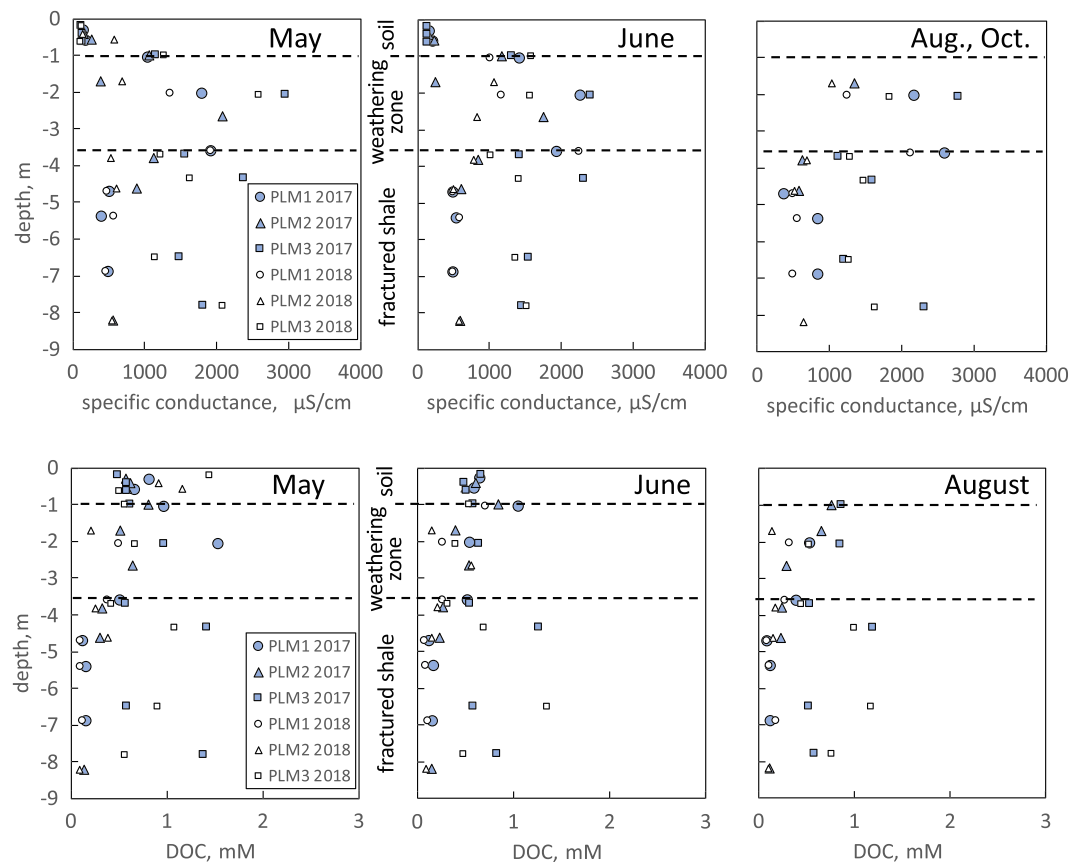 May
June
Aug., Oct.
0
-1
-2
-3
-4
-5
-6
-7
-8
-9
depth, m
soil
weathering
zone
fractured shale
PLM1 2017
PLM2 2017
PLM3 2017
PLM1 2018
PLM2 2018
PLM3 2018
0 1000 2000 3000 4000
0 1000 2000 3000 4000
0 1000 2000 3000 4000
specific conductance, µS/cm
specific conductance, µS/cm
specific conductance, µS/cm
May
June
August
0
-1
-2
-3
-4
-5
-6
-7
-8
-9
depth, m
soil
weathering
zone
fractured shale
PLM1 2017
PLM2 2017
PLM3 2017
PLM1 2018
PLM2 2018
PLM3 2018
0 1 2 3
0 1 2 3
0 1 2 3
DOC, mM
DOC, mM
DOC, mM